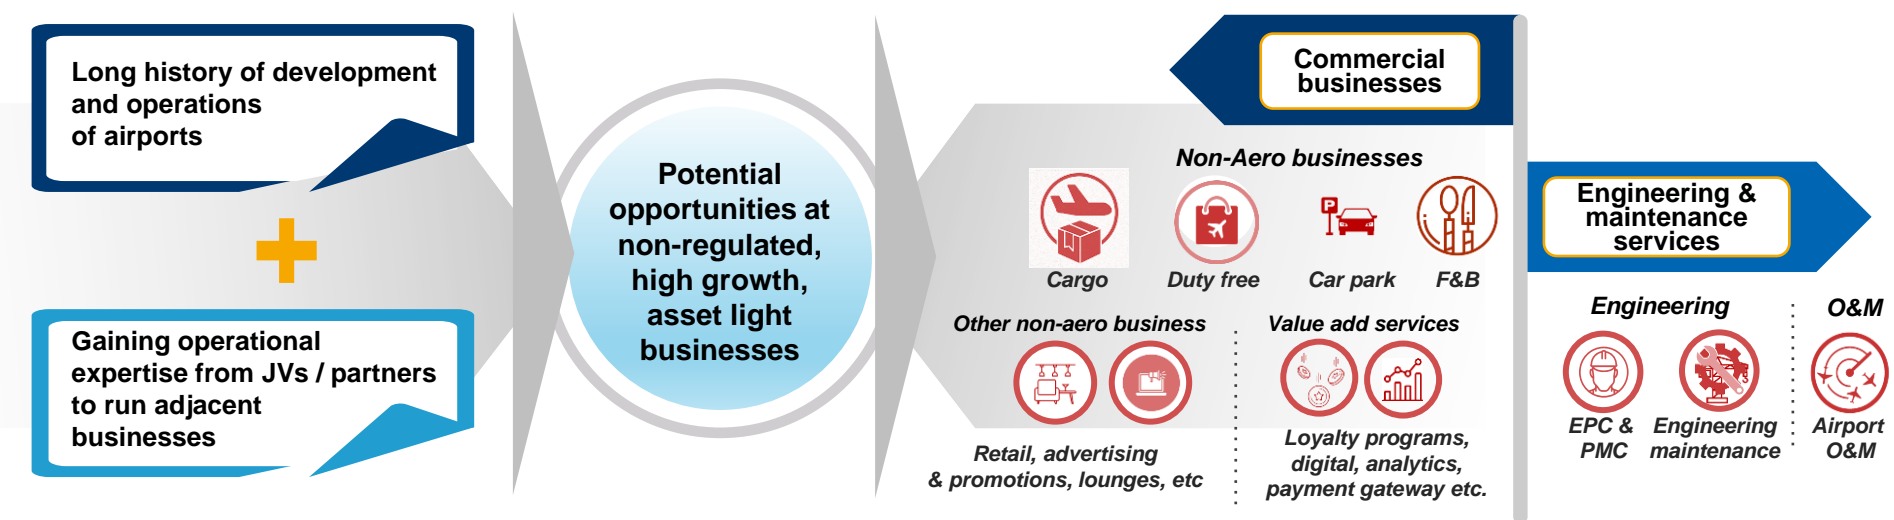 Long history of development
and operations
of airports
Gaining operational
expertise from JVs / partners
to run adjacent
businesses
Potential
opportunities at
non-regulated,
high growth,
asset light
businesses
Commercial
businesses
Non-Aero businesses
Cargo
Duty free
P
Car park
F&B
Other non-aero business
Retail, advertising
& promotions, lounges, etc
Value add services
Loyalty programs,
digital, analytics,
payment gateway etc.
Engineering &
maintenance
services
Engineering
EPC &
PMC
Engineering
maintenance
O&M
Airport
O&M